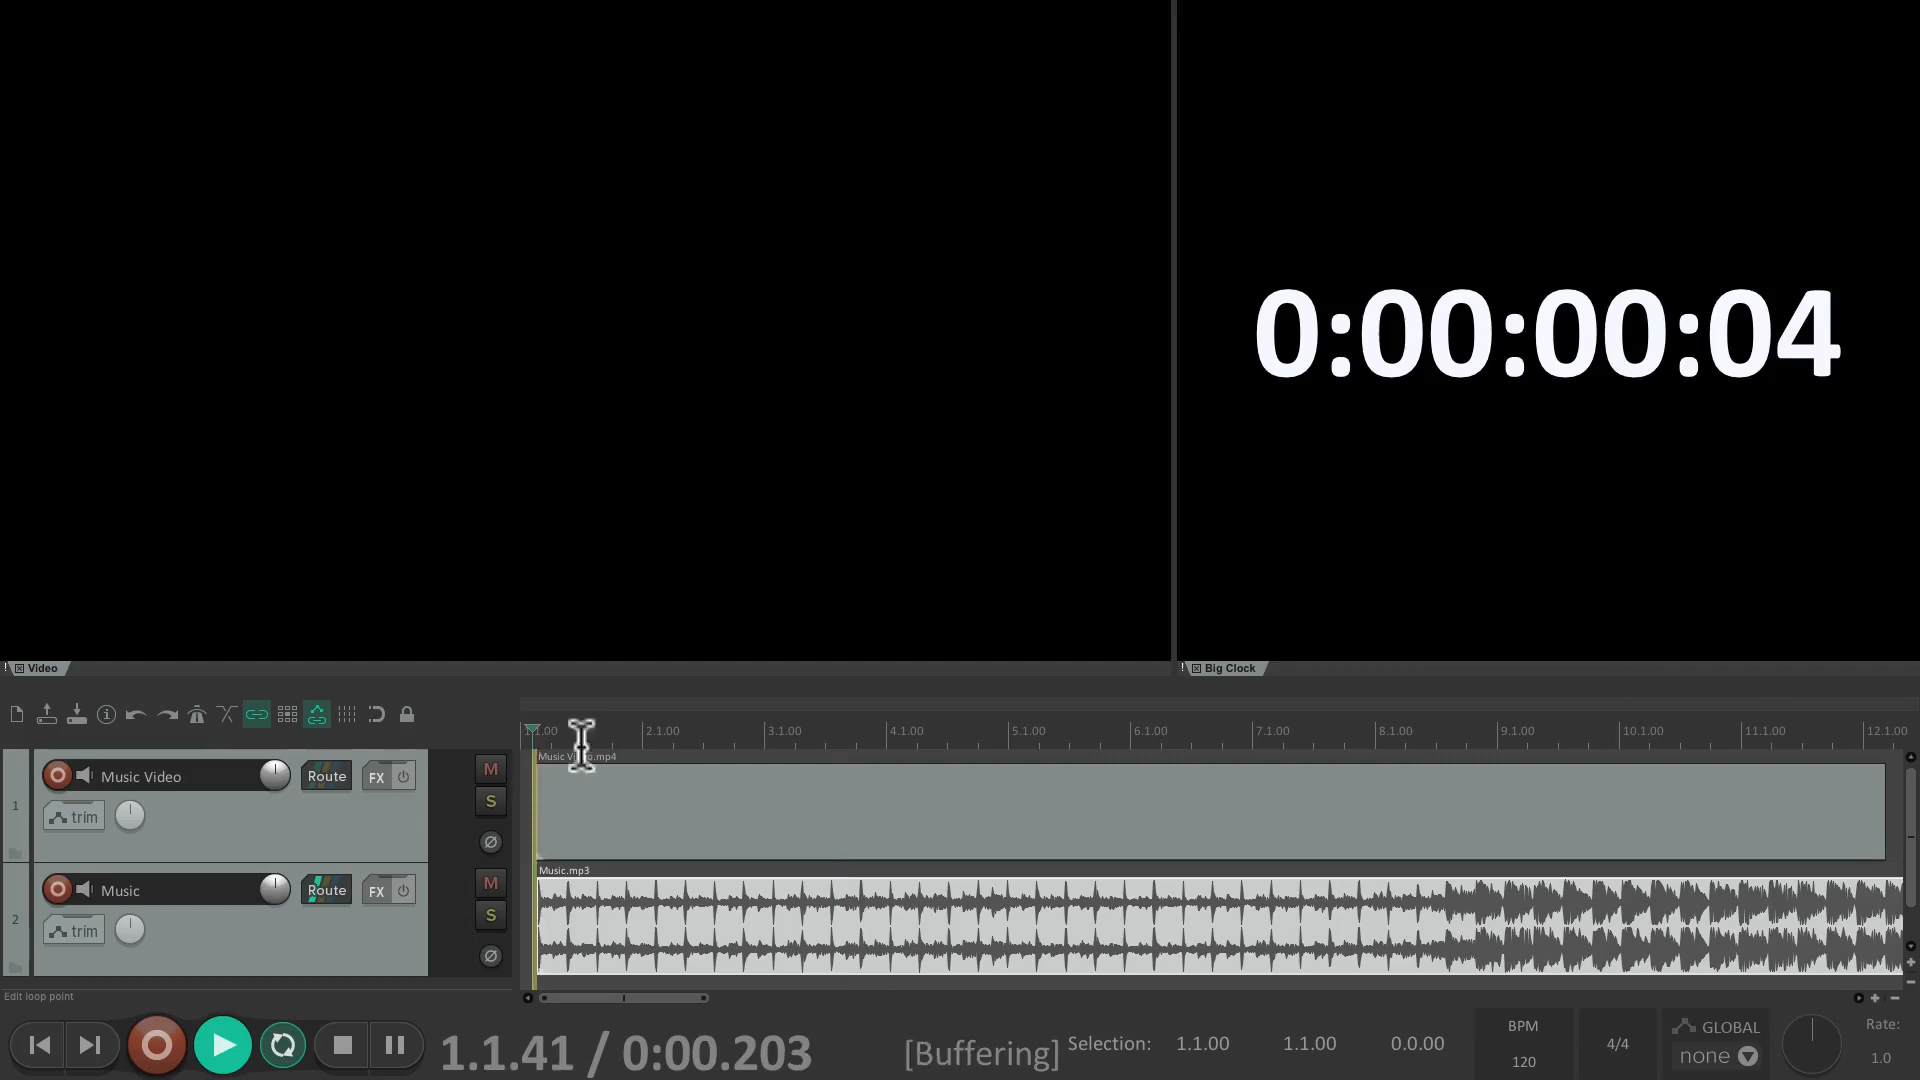 0:00:00:04
! Video
! Big Clock
1.1.00 2.1.00 3.1.00 4.1.00 5.1.00 6.1.00 7.1.00 8.1.00 9.1.00 10.1.00 11.1.00 12.1.00
1
Music Video
Route
FX
M
trim
S
Ø
Music.mp3
2
Music
Route
FX
M
trim
S
Ø
Edit loop point
1.1.41 / 0:00.203
[Buffering]
Selection: 1.1.00 1.1.00 0.0.00
BPM
120
4/4
GLOBAL
none
Rate:
1.0